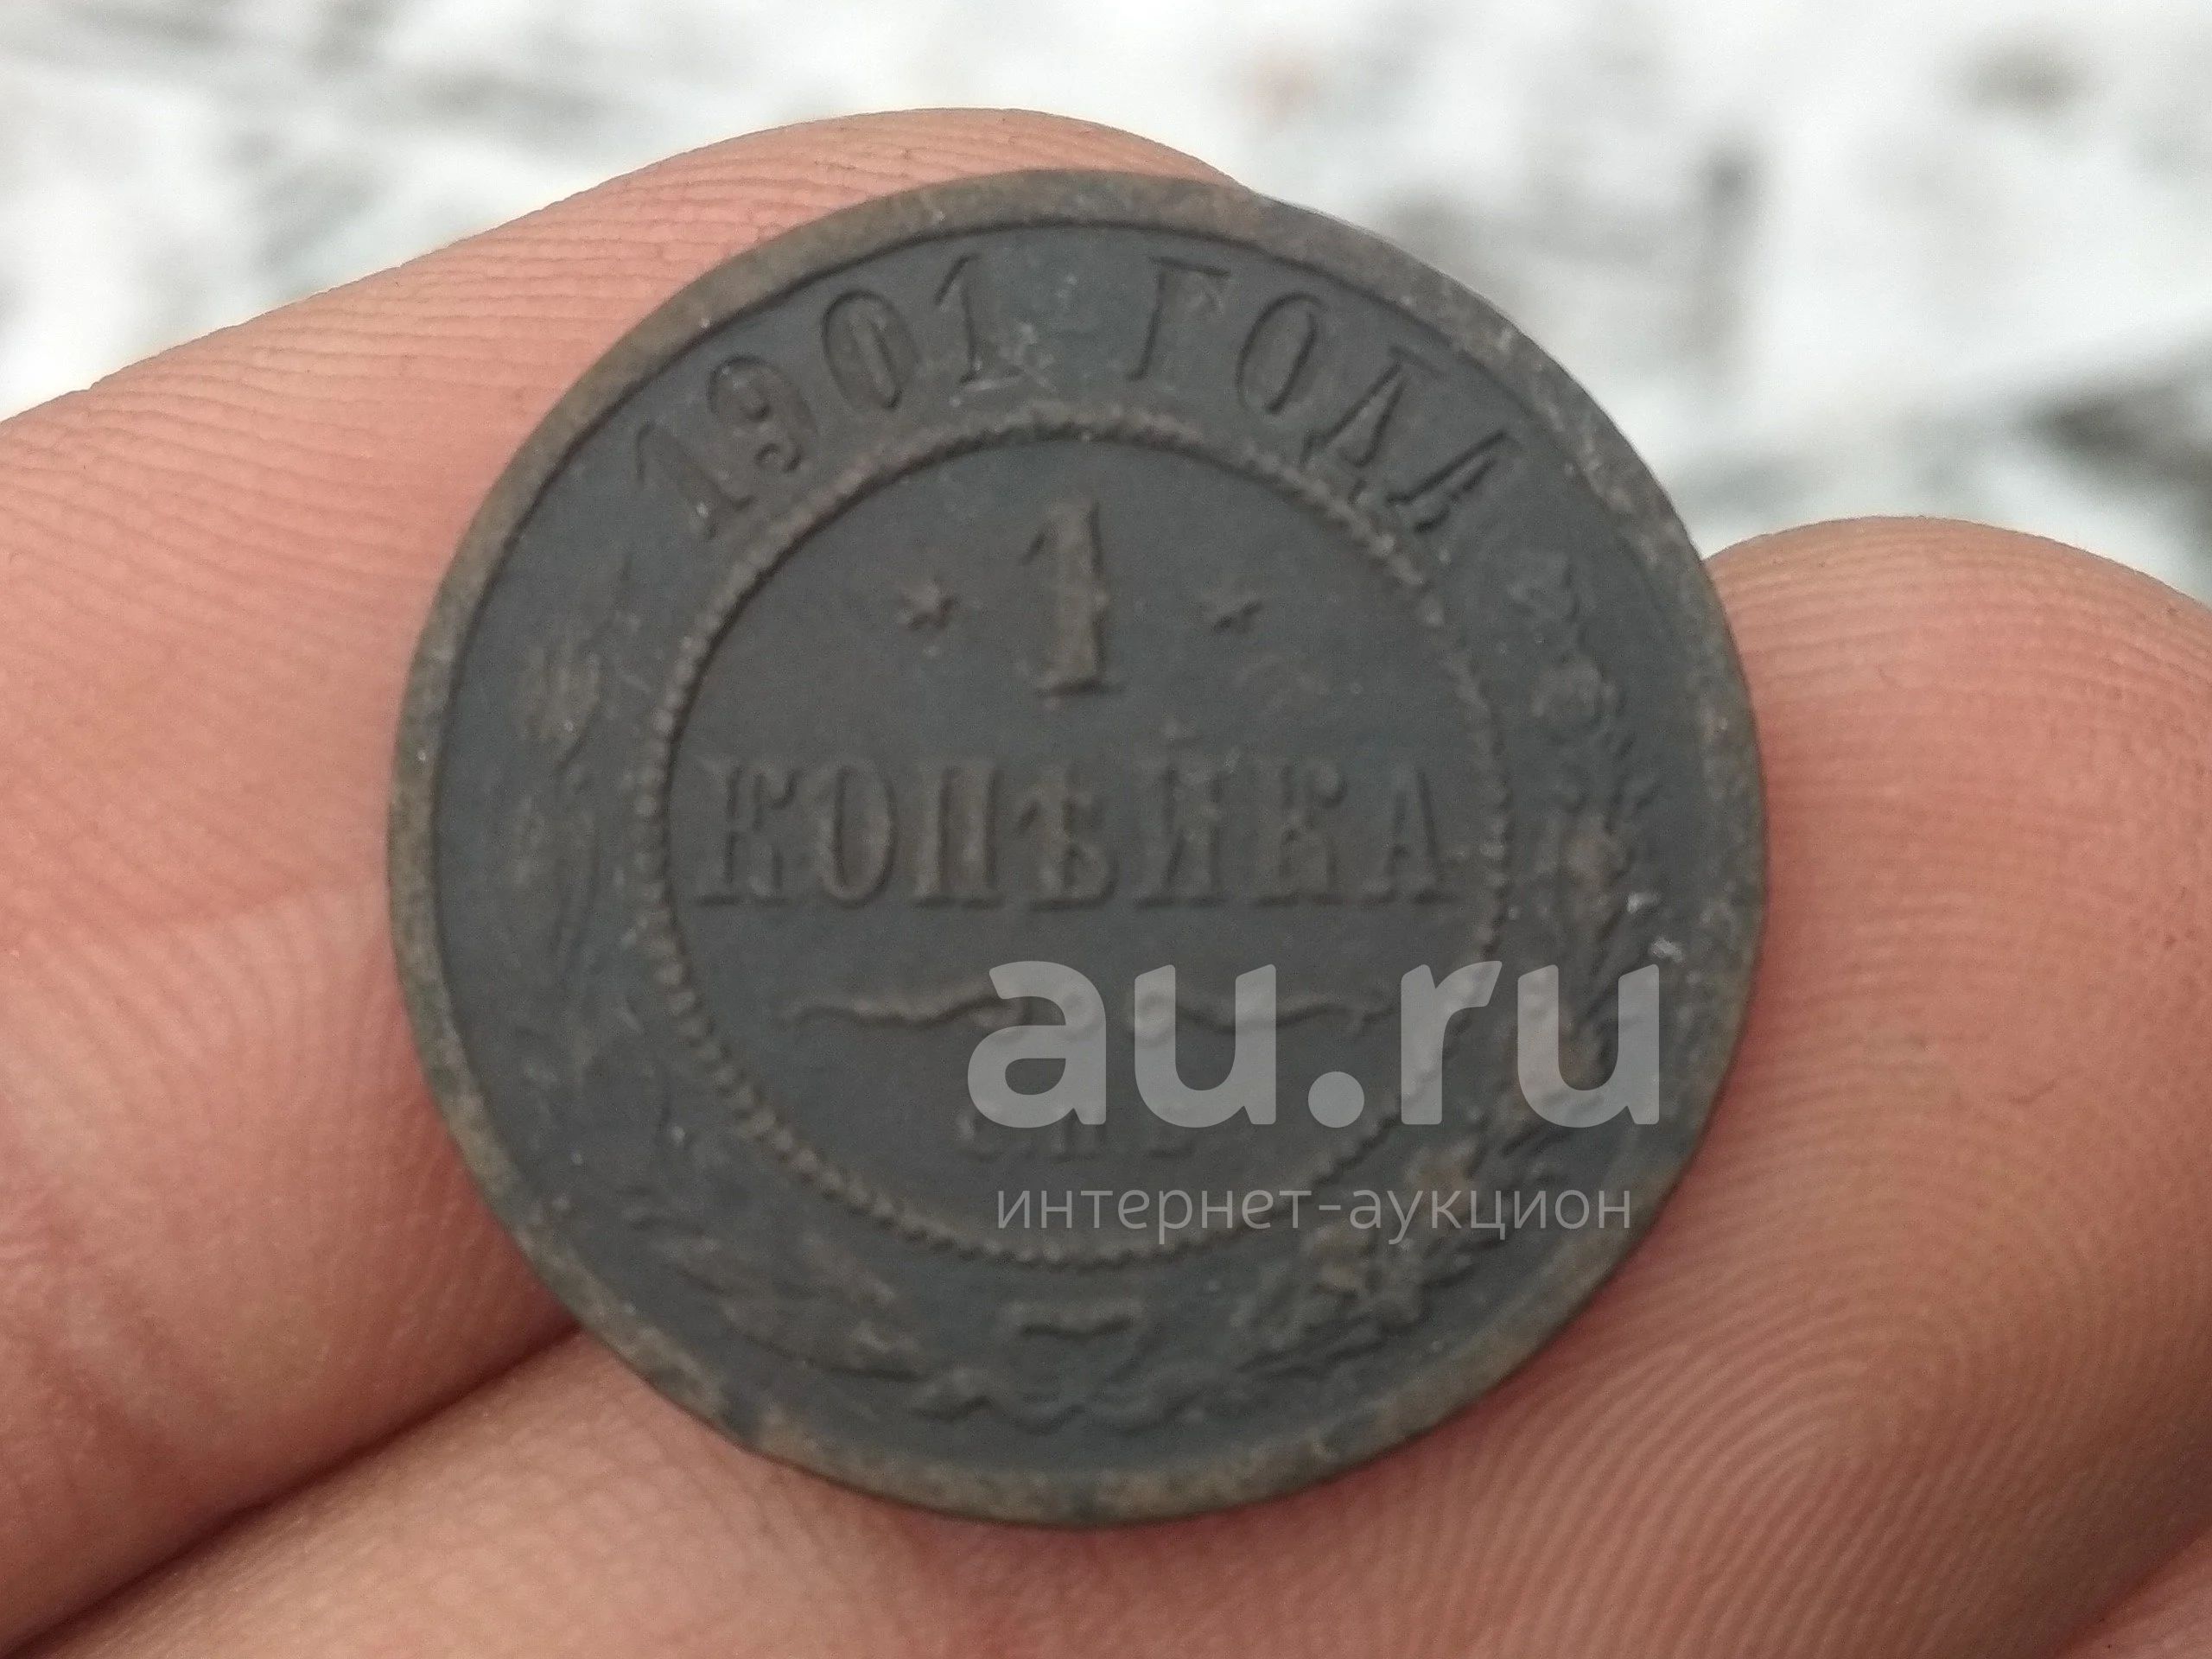 1901 ГОДА
1
КОПѢЙКА
С.П.Б.
au.ru
интернет-аукцион